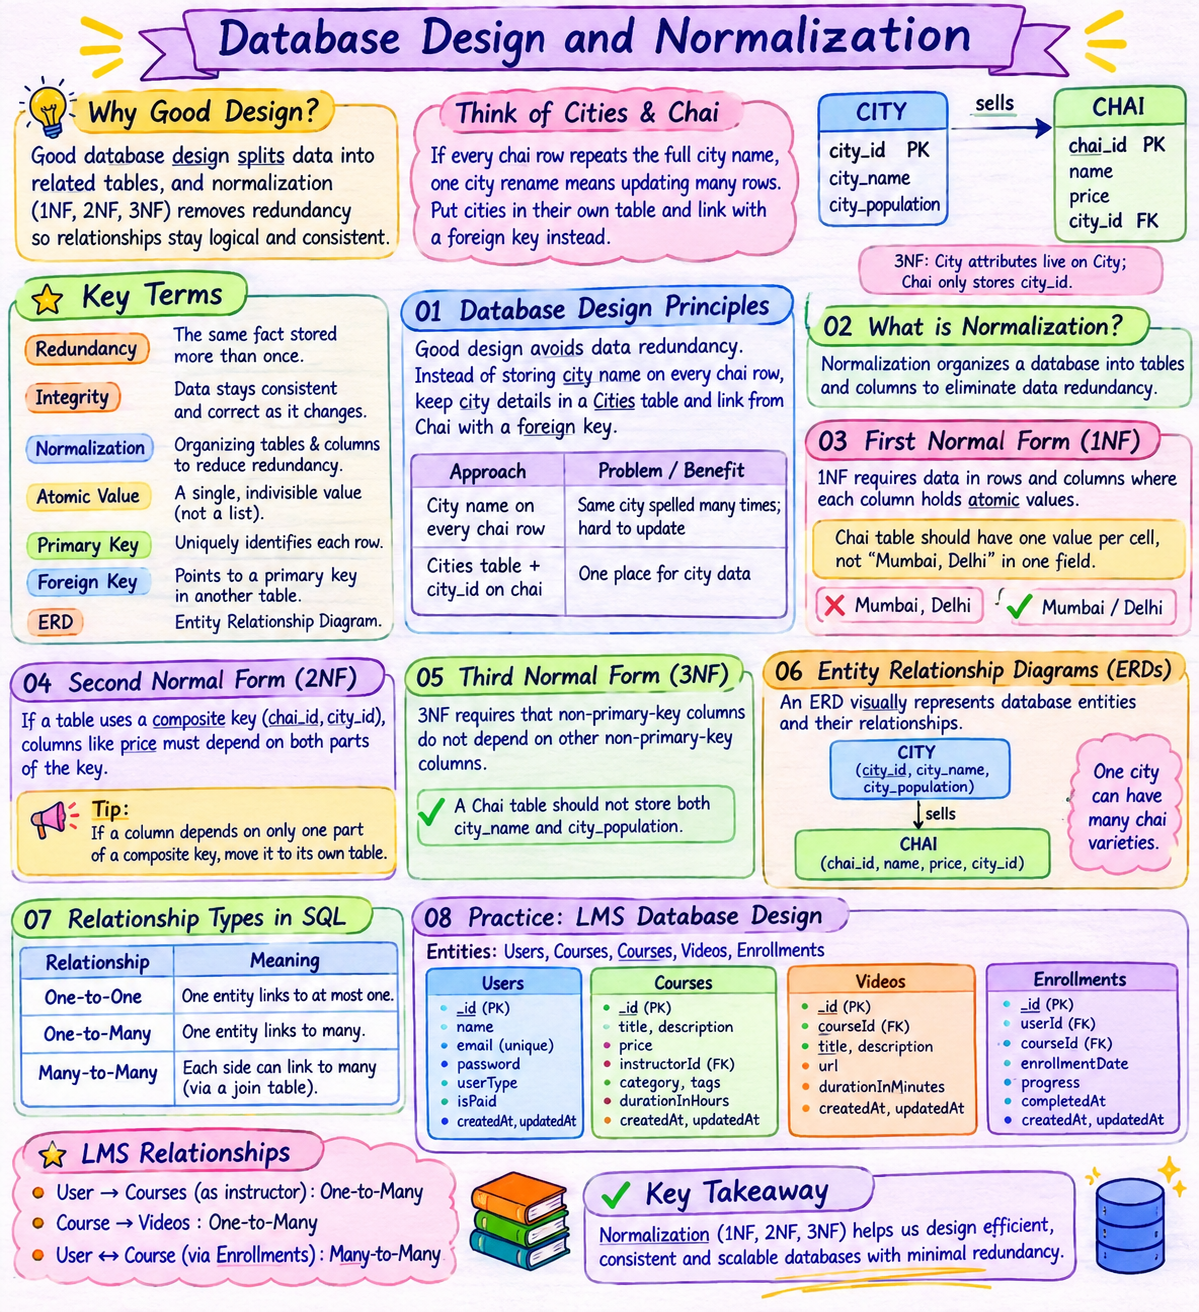 Database Design and Normalization
Why Good Design?
Good database design splits data into
related tables, and normalization
(1NF, 2NF, 3NF) removes redundancy
so relationships stay logical and consistent.
Think of Cities & Chai
If every chai row repeats the full city name,
one city rename means updating many rows.
Put cities in their own table and link with
a foreign key instead.
CITY
city_id PK
city_name
city_population
sells
CHAI
chai_id PK
name
price
city_id FK
3NF: City attributes live on City;
Chai only stores city_id.
Key Terms
Redundancy
The same fact stored
more than once.
Integrity
Data stays consistent
and correct as it changes.
Normalization
Organizing tables & columns
to reduce redundancy.
Atomic Value
A single, indivisible value
(not a list).
Primary Key
Uniquely identifies each row.
Foreign Key
Points to a primary key
in another table.
ERD
Entity Relationship Diagram.
01 Database Design Principles
Good design avoids data redundancy.
Instead of storing city name on every chai row,
keep city details in a Cities table and link from
Chai with a foreign key.
Approach
Problem / Benefit
City name on
every chai row
Same city spelled many times;
hard to update
Cities table +
city_id on chai
One place for city data
02 What is Normalization?
Normalization organizes a database into tables
and columns to eliminate data redundancy.
03 First Normal Form (1NF)
1NF requires data in rows and columns where
each column holds atomic values.
Chai table should have one value per cell,
not “Mumbai, Delhi” in one field.
❌ Mumbai, Delhi
✓ Mumbai / Delhi
04 Second Normal Form (2NF)
If a table uses a composite key (chai_id, city_id),
columns like price must depend on both parts
of the key.
Tip:
If a column depends on only one part
of a composite key, move it to its own table.
05 Third Normal Form (3NF)
3NF requires that non-primary-key columns
do not depend on other non-primary-key
columns.
✓ A Chai table should not store both
city_name and city_population.
06 Entity Relationship Diagrams (ERDs)
An ERD visually represents database entities
and their relationships.
CITY
(city_id, city_name,
city_population)
sells
CHAI
(chai_id, name, price, city_id)
One city
can have
many chai
varieties.
07 Relationship Types in SQL
Relationship
Meaning
One-to-One
One entity links to at most one.
One-to-Many
One entity links to many.
Many-to-Many
Each side can link to many
(via a join table).
08 Practice: LMS Database Design
Entities: Users, Courses, Courses, Videos, Enrollments
Users
• _id (PK)
• name
• email (unique)
• password
• userType
• isPaid
• createdAt, updatedAt
Courses
• _id (PK)
• title, description
• price
• instructorId (FK)
• category, tags
• durationInHours
• createdAt, updatedAt
Videos
• _id (PK)
• courseId (FK)
• title, description
• url
• durationInMinutes
• createdAt, updatedAt
Enrollments
• _id (PK)
• userId (FK)
• courseId (FK)
• enrollmentDate
• progress
• completedAt
• createdAt, updatedAt
LMS Relationships
• User → Courses (as instructor) : One-to-Many
• Course → Videos : One-to-Many
• User ↔ Course (via Enrollments) : Many-to-Many
✓ Key Takeaway
Normalization (1NF, 2NF, 3NF) helps us design efficient,
consistent and scalable databases with minimal redundancy.